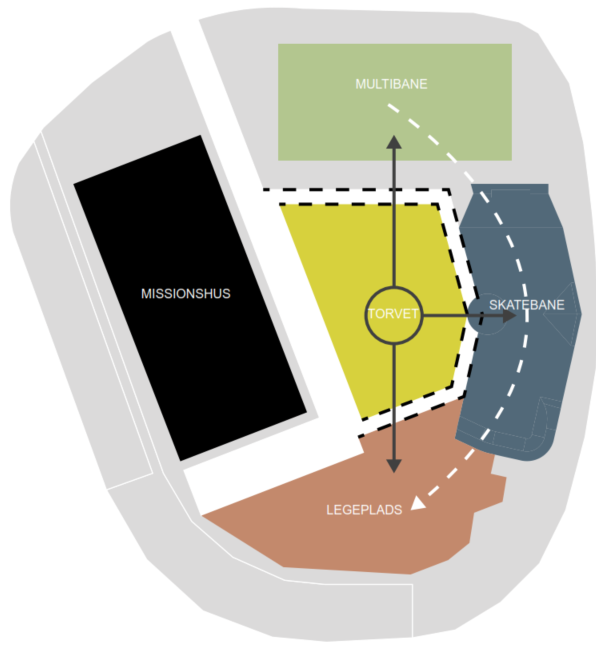 MULTIBANE
MISSIONSHUS
TORVET
SKATEBANE
LEGEPLADS